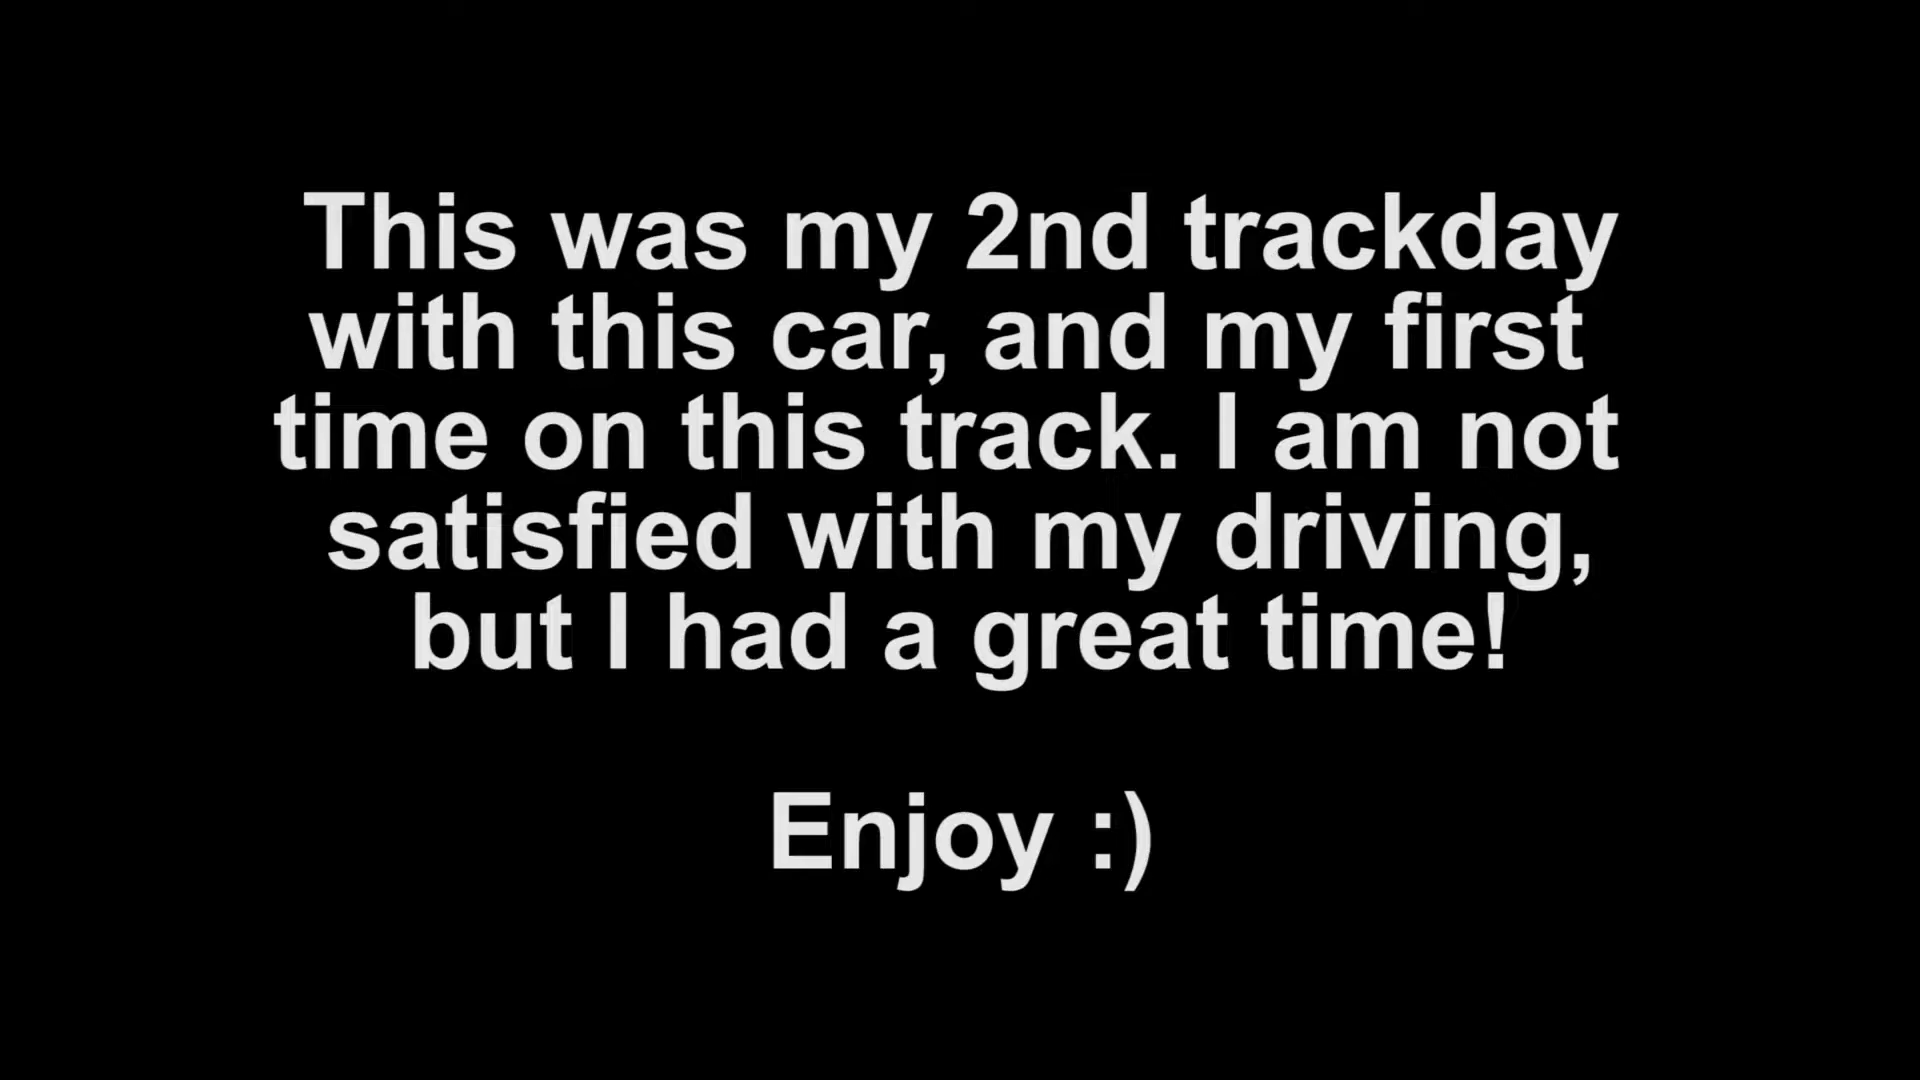 This was my 2nd trackday
with this car, and my first
time on this track. I am not
satisfied with my driving,
but I had a great time!
Enjoy :)